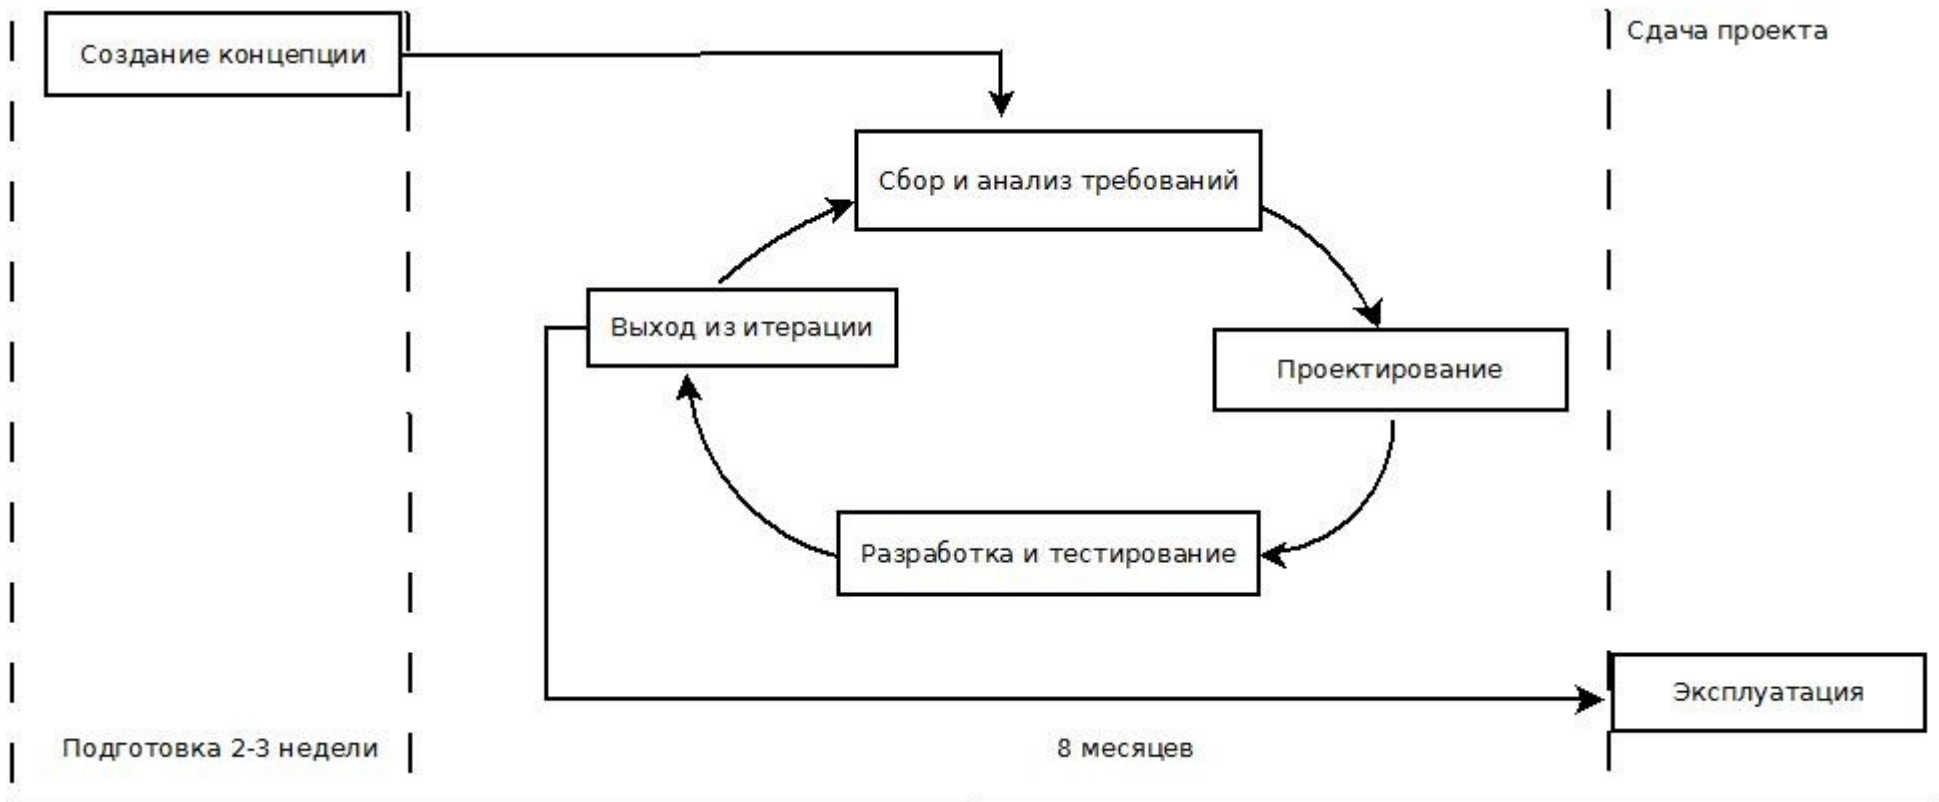 Создание концепции
Сдача проекта
Сбор и анализ требований
Выход из итерации
Проектирование
Разработка и тестирование
Эксплуатация
Подготовка 2-3 недели
8 месяцев